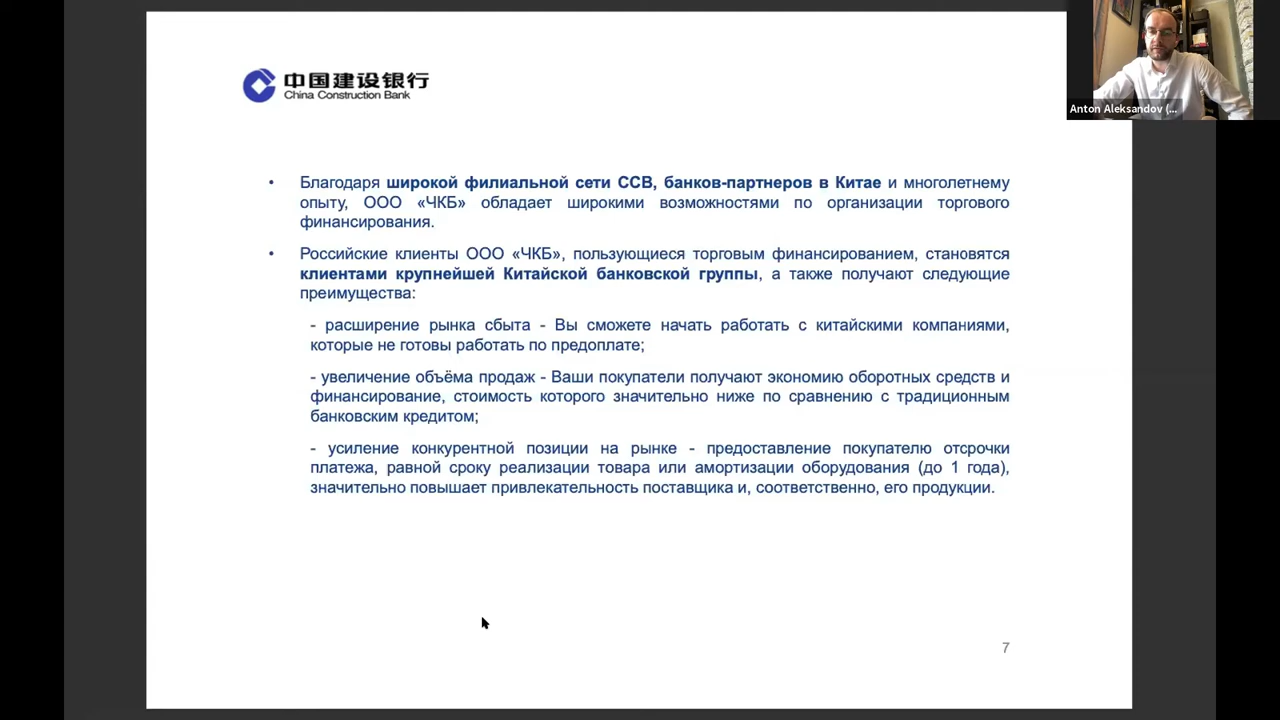 中国建设银行
China Construction Bank
Anton Aleksandov (...
• Благодаря широкой филиальной сети ССВ, банков-партнеров в Китае и многолетнему
опыту, ООО «ЧКБ» обладает широкими возможностями по организации торгового
финансирования.
• Российские клиенты ООО «ЧКБ», пользующиеся торговым финансированием, становятся
клиентами крупнейшей Китайской банковской группы, а также получают следующие
преимущества:
- расширение рынка сбыта - Вы сможете начать работать с китайскими компаниями,
которые не готовы работать по предоплате;
- увеличение объёма продаж - Ваши покупатели получают экономию оборотных средств и
финансирование, стоимость которого значительно ниже по сравнению с традиционным
банковским кредитом;
- усиление конкурентной позиции на рынке - предоставление покупателю отсрочки
платежа, равной сроку реализации товара или амортизации оборудования (до 1 года),
значительно повышает привлекательность поставщика и, соответственно, его продукции.
7